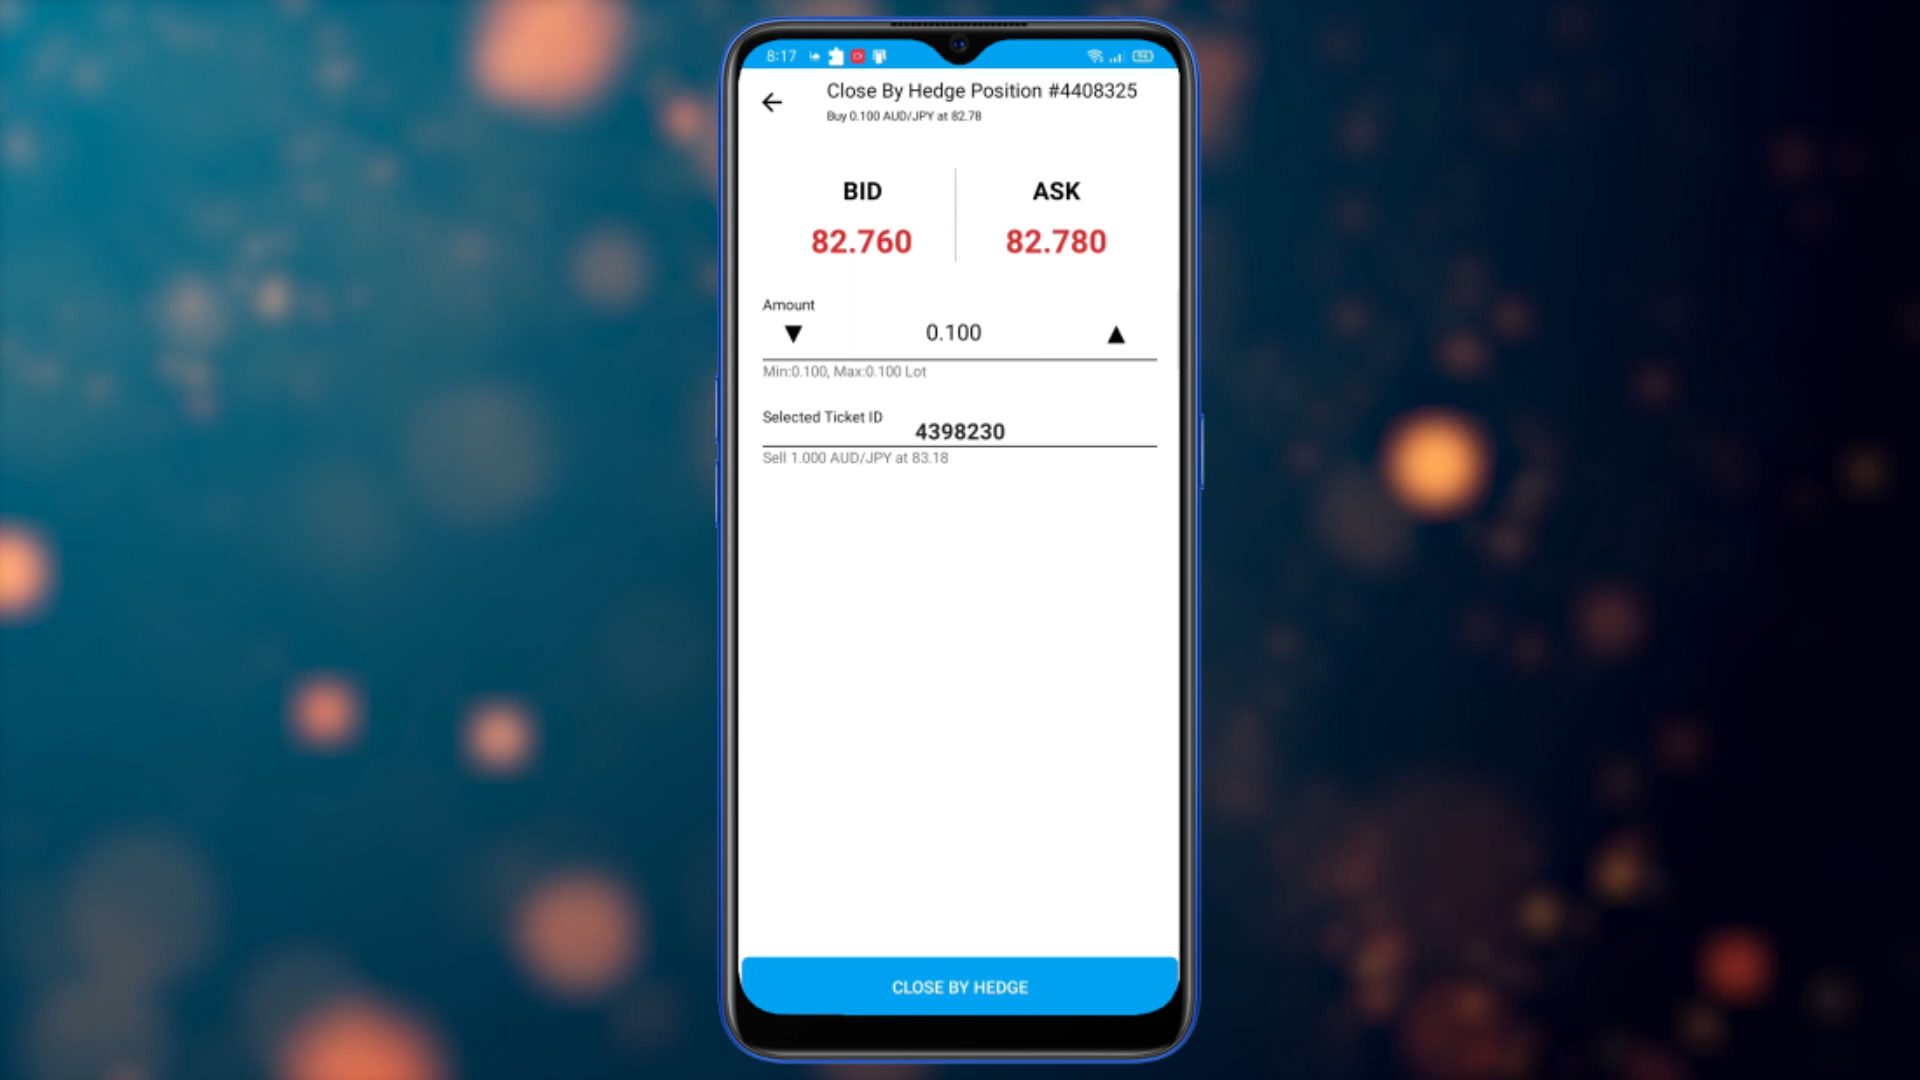 8:17
Close By Hedge Position #4408325
Buy 0.100 AUD/JPY at 82.78
BID
ASK
82.760
82.780
Amount
▼ 0.100 ▲
Min:0.100, Max:0.100 Lot
Selected Ticket ID
4398230
Sell 1.000 AUD/JPY at 83.18
CLOSE BY HEDGE